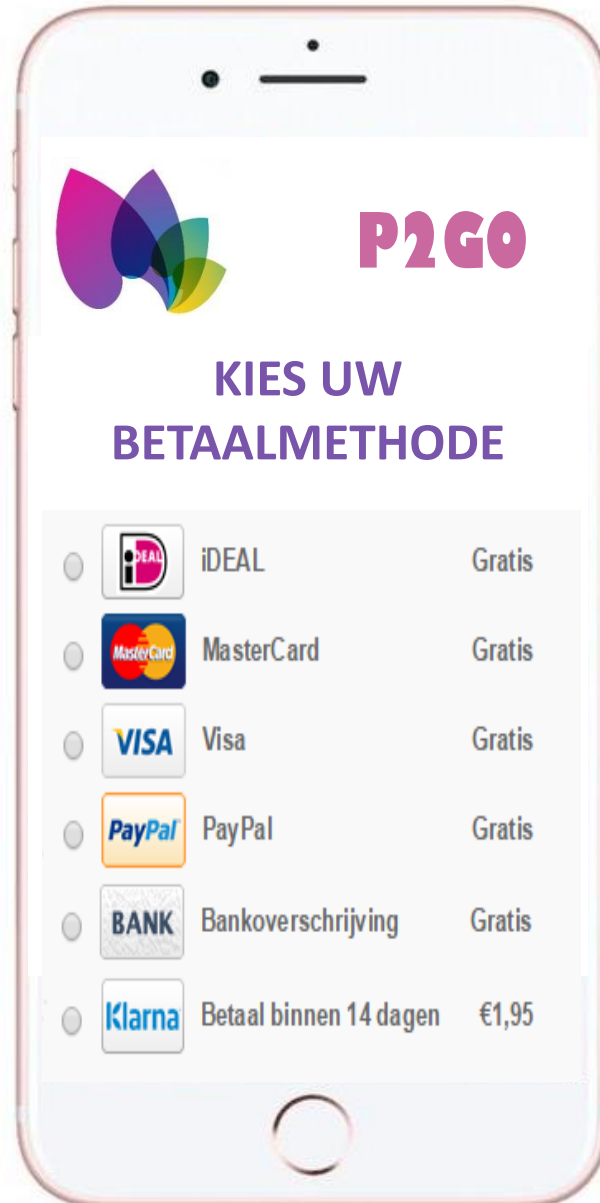 P2GO
KIES UW
BETAALMETHODE
iDEAL iDEAL Gratis
MasterCard MasterCard Gratis
VISA Visa Gratis
PayPal PayPal Gratis
BANK Bankoverschrijving Gratis
Klarna Betaal binnen 14 dagen €1,95